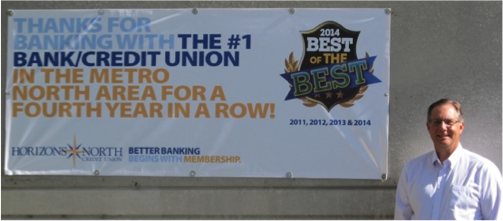 THANKS FOR
BANKING WITH THE #1
BANK/CREDIT UNION
IN THE METRO
NORTH AREA FOR A
FOURTH YEAR IN A ROW!
2014
BEST
OF THE
BEST
2011, 2012, 2013 & 2014
HORIZONS NORTH
CREDIT UNION
BETTER BANKING
BEGINS WITH MEMBERSHIP.